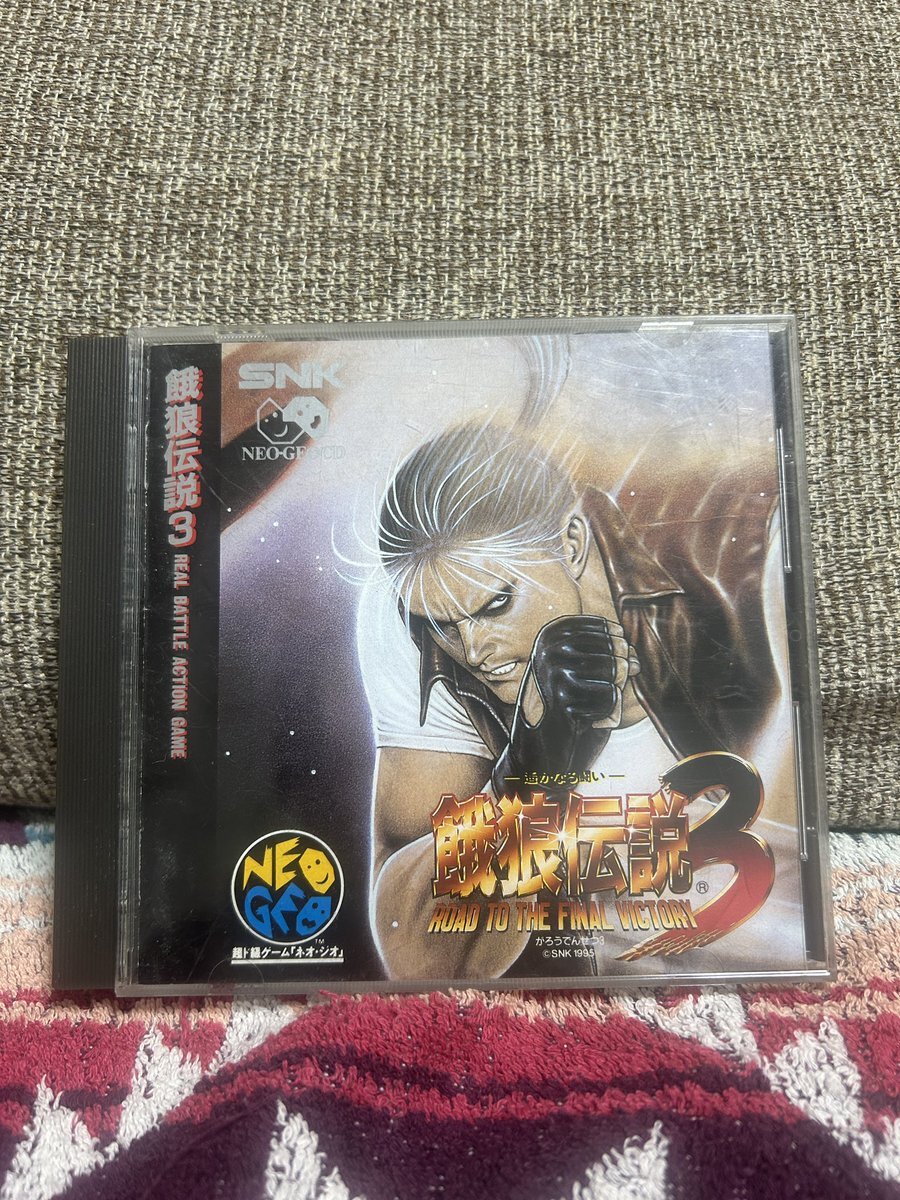 餓狼伝説3 REAL BATTLE ACTION GAME
SNK
NEO·GEO CD
NEO
GEO
TM
超ド級ゲーム「ネオ・ジオ」
—遥かなる闘い—
餓狼伝説3
®
ROAD TO THE FINAL VICTORY
がろうでんせつ3
©SNK 1995